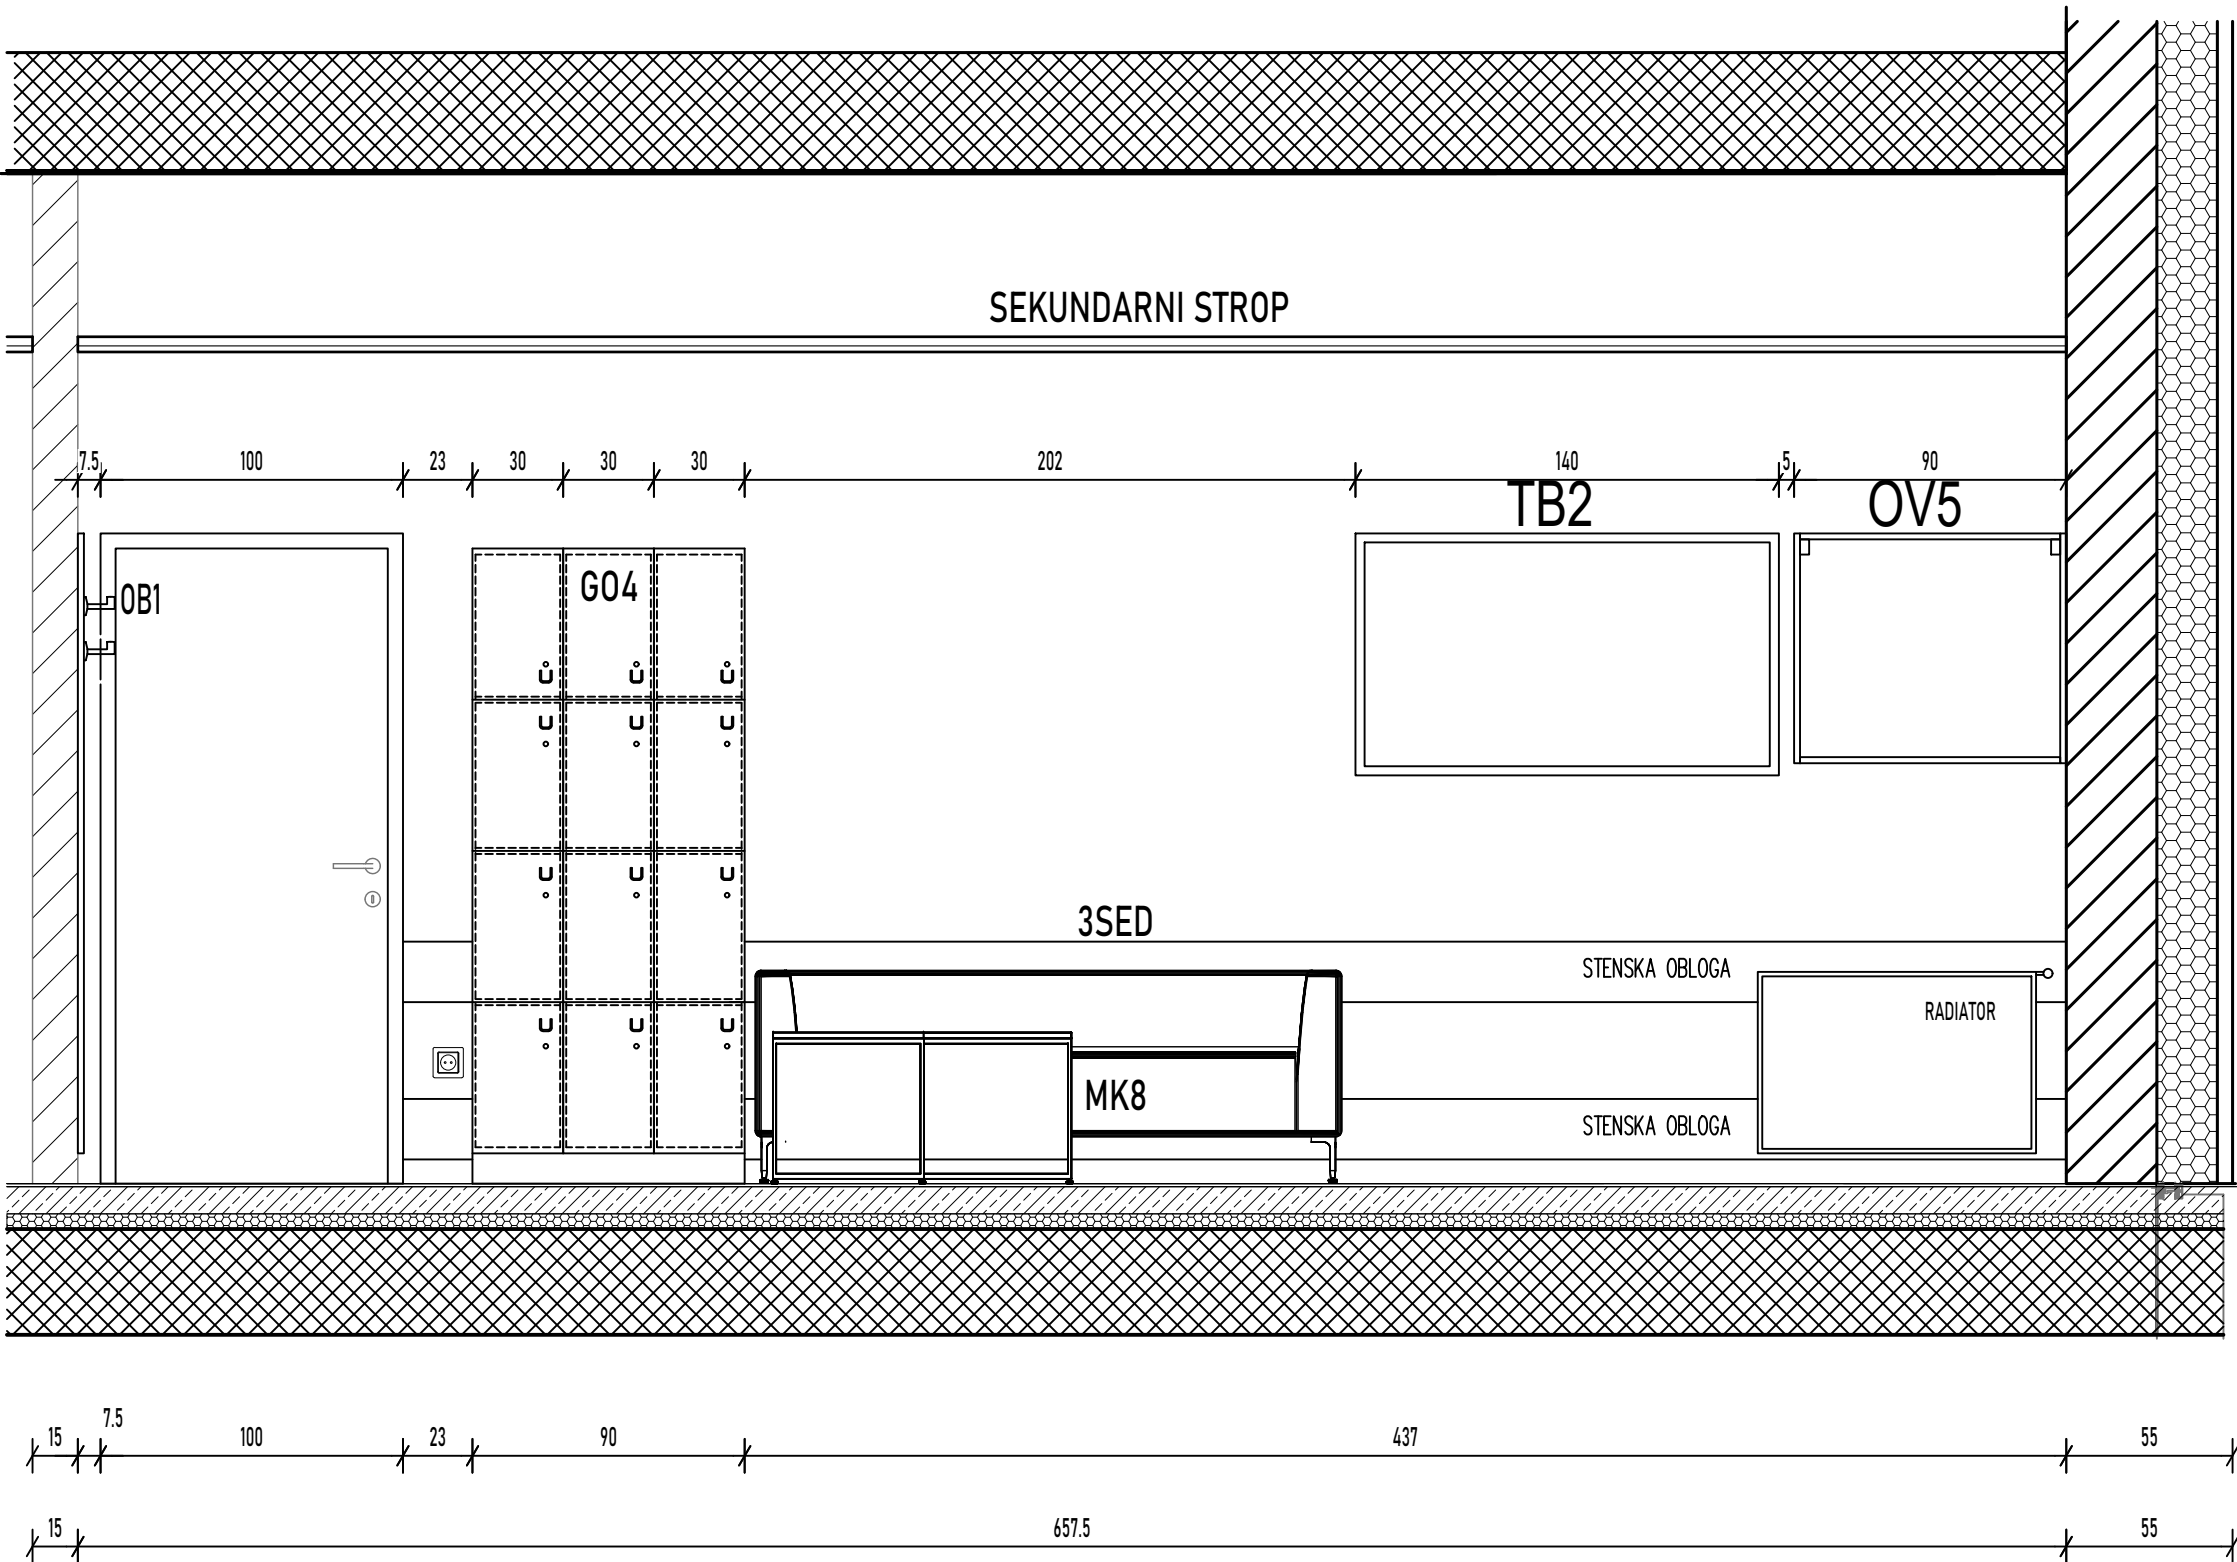 SEKUNDARNI STROP
7.5 100 23 30 30 30 202 140 5 90
TB2 OV5
OB1 GO4
3SED
STENSKA OBLOGA
RADIATOR
MK8
STENSKA OBLOGA
7.5
15 100 23 90 437 55
15 657.5 55